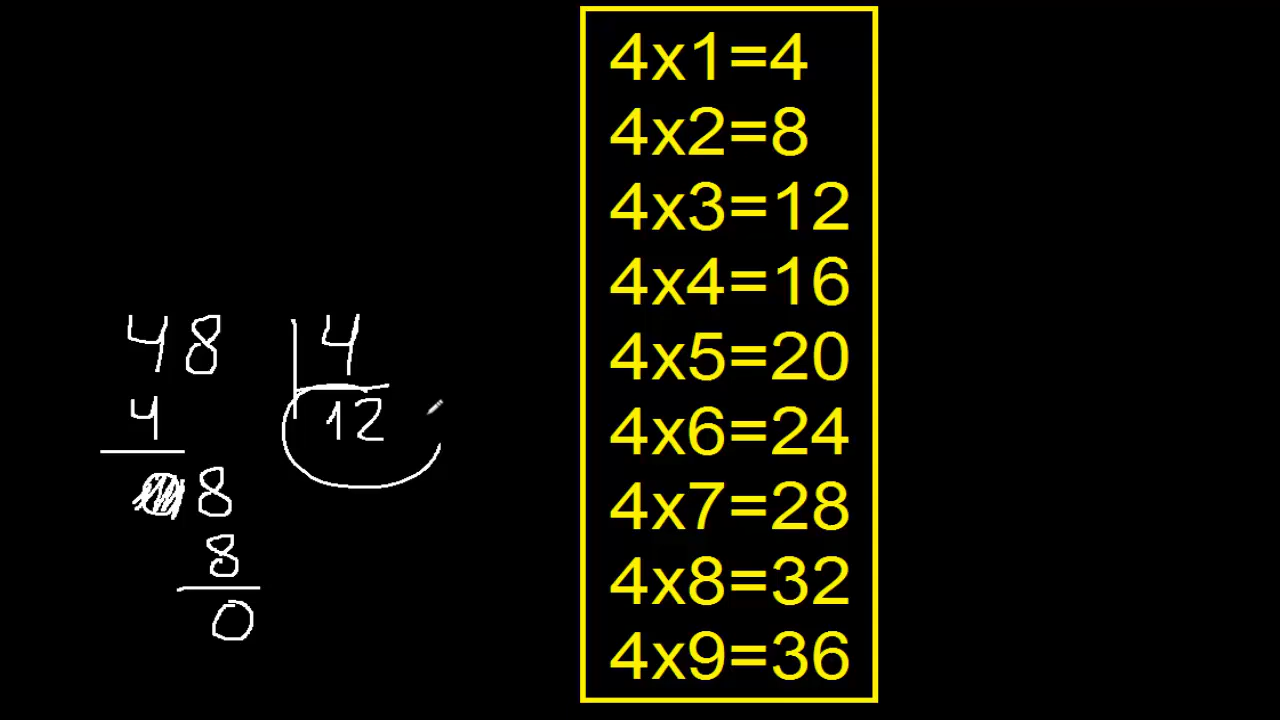 48 4
4 12
8
8
0
4x1=4
4x2=8
4x3=12
4x4=16
4x5=20
4x6=24
4x7=28
4x8=32
4x9=36